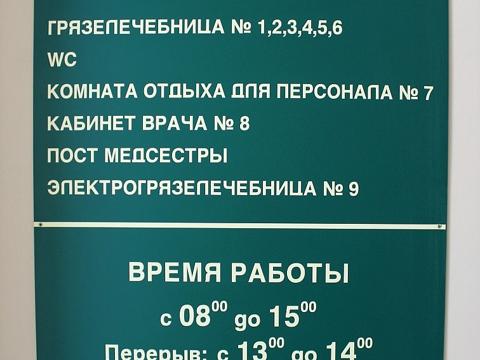 ГРЯЗЕЛЕЧЕБНИЦА № 1,2,3,4,5,6
WC
КОМНАТА ОТДЫХА ДЛЯ ПЕРСОНАЛА № 7
КАБИНЕТ ВРАЧА № 8
ПОСТ МЕДСЕСТРЫ
ЭЛЕКТРОГРЯЗЕЛЕЧЕБНИЦА № 9
ВРЕМЯ РАБОТЫ
с 08⁰⁰ до 15⁰⁰
Перерыв: с 13⁰⁰ до 14⁰⁰